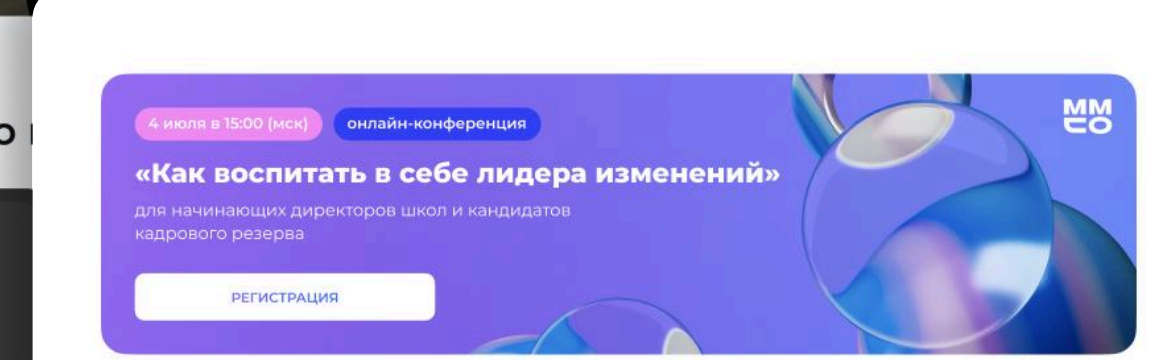 4 июля в 15:00 (мск) онлайн-конференция
ММ
СО
«Как воспитать в себе лидера изменений»
для начинающих директоров школ и кандидатов
кадрового резерва
РЕГИСТРАЦИЯ